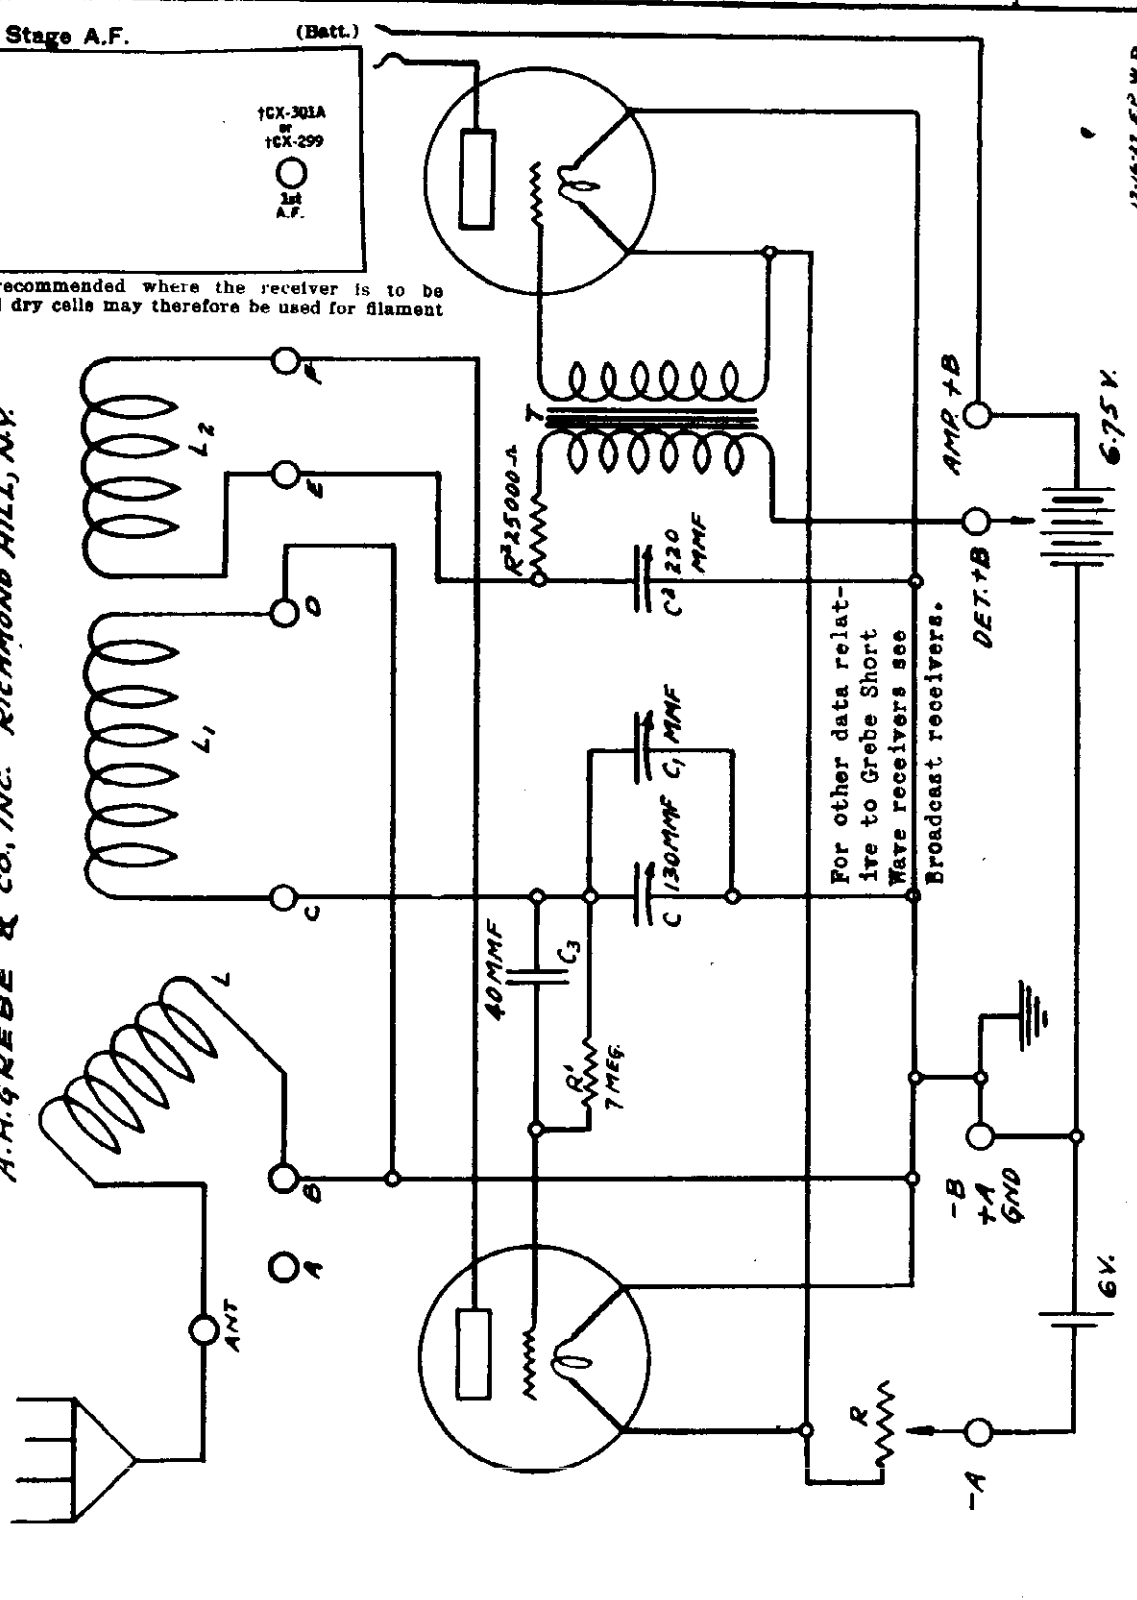 Stage A.F.
(Batt.)
†CX-301A
or
†CX-299
1st
A.F.
recommended where the receiver is to be
dry cells may therefore be used for filament
A.H. GREBE & CO., INC. RICHMOND HILL, N.Y.
L2
F
E
L1
D
C
L
B
A
ANT
T
R² 25000 Ω
C² 220
MMF
C1 MMF
C 130MMF
40MMF
C3
R'
7 MEG.
For other data relat-
ive to Grebe Short
Wave receivers see
Broadcast receivers.
AMP. +B
DET. +B
6.75 V.
-B
+A
GND
6V.
R
-A